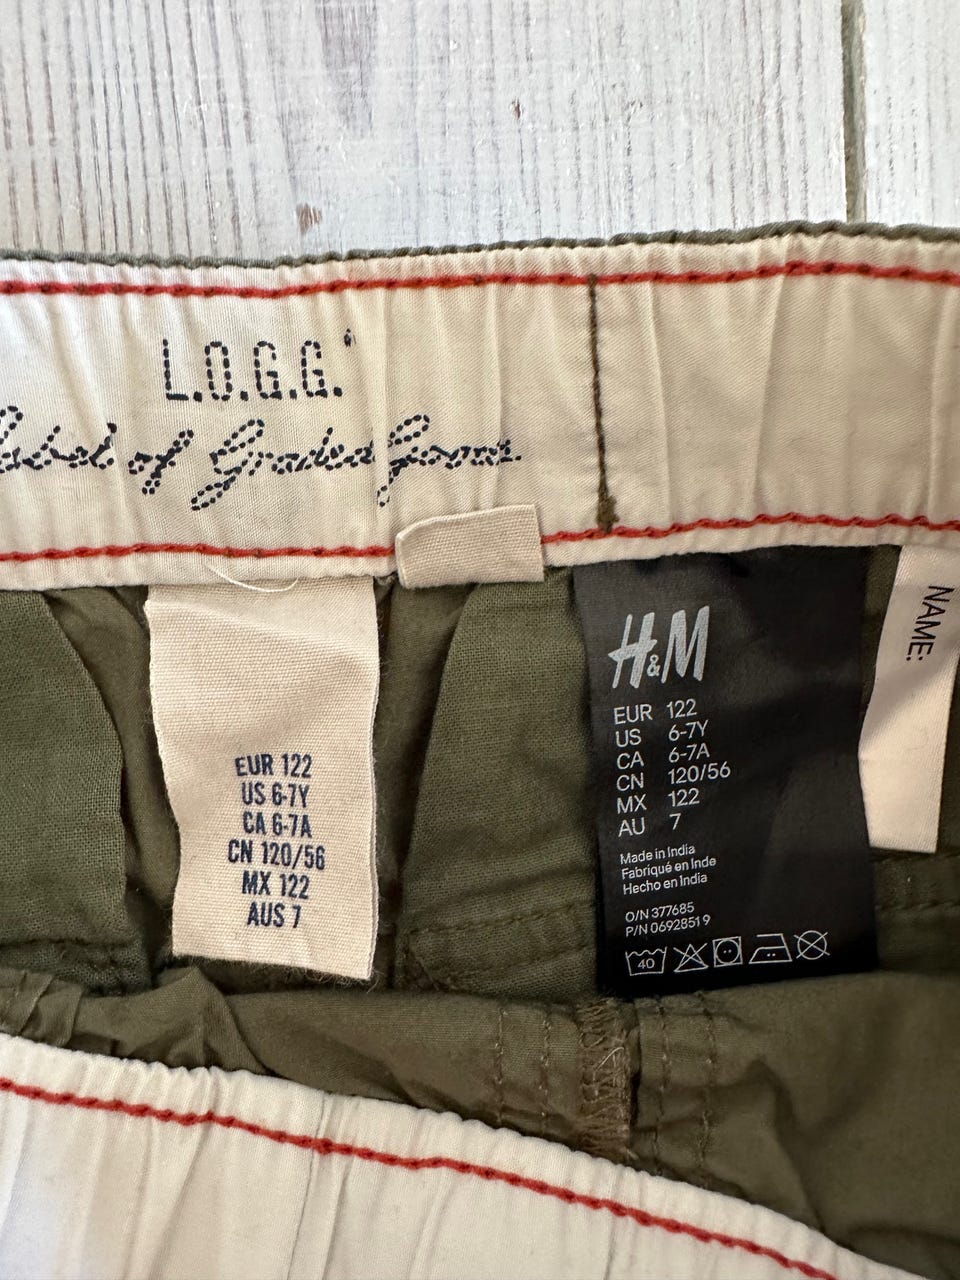 L.O.G.G.
Label of Graded Goods.
EUR 122
US 6-7Y
CA 6-7A
CN 120/56
MX 122
AUS 7
H&M
EUR 122
US 6-7Y
CA 6-7A
CN 120/56
MX 122
AU 7
Made in India
Fabriqué en Inde
Hecho en India
O/N 377685
P/N 06928519
40
NAME: